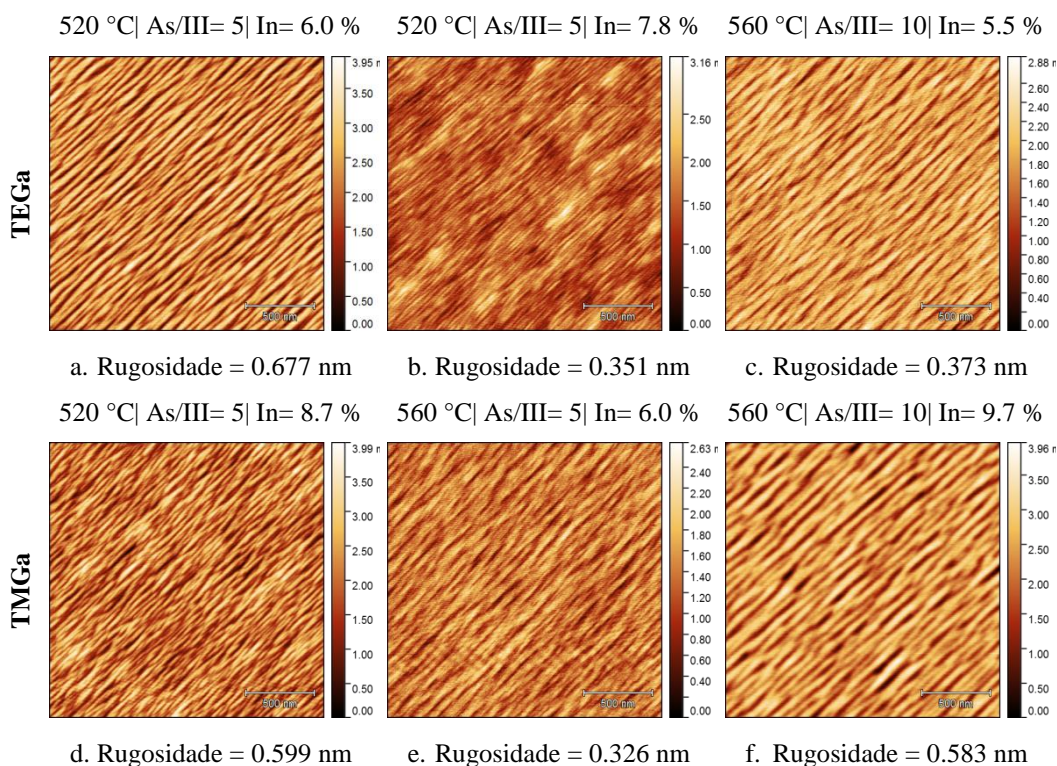 520 °C| As/III= 5| In= 6.0 %
520 °C| As/III= 5| In= 7.8 %
560 °C| As/III= 10| In= 5.5 %
TEGa
3.95 n
3.00
2.50
2.00
1.50
1.00
0.50
0.00
500 nm
3.16 n
2.50
2.00
1.50
1.00
0.50
0.00
500 nm
2.88 n
2.40
2.20
2.00
1.80
1.60
1.40
1.20
1.00
0.80
0.60
0.40
0.00
500 nm
a. Rugosidade = 0.677 nm
b. Rugosidade = 0.351 nm
c. Rugosidade = 0.373 nm
520 °C| As/III= 5| In= 8.7 %
560 °C| As/III= 5| In= 6.0 %
560 °C| As/III= 10| In= 9.7 %
TMGa
3.99 n
3.00
2.50
2.00
1.50
1.00
0.50
0.00
500 nm
2.63 n
2.40
2.20
2.00
1.80
1.60
1.40
1.20
1.00
0.80
0.60
0.40
0.00
500 nm
3.96 n
3.00
2.50
2.00
1.50
1.00
0.50
0.00
500 nm
d. Rugosidade = 0.599 nm
e. Rugosidade = 0.326 nm
f. Rugosidade = 0.583 nm